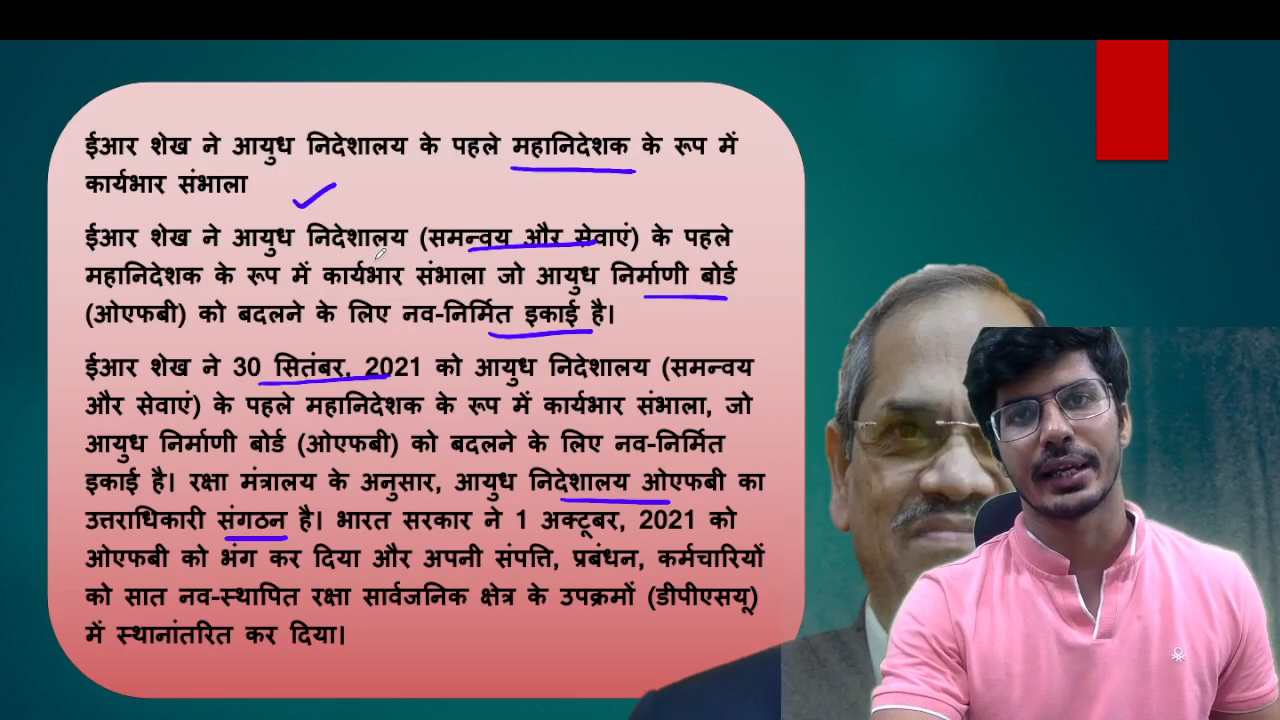 ईआर शेख ने आयुध निदेशालय के पहले महानिदेशक के रूप में
कार्यभार संभाला
ईआर शेख ने आयुध निदेशालय (समन्वय और सेवाएं) के पहले
महानिदेशक के रूप में कार्यभार संभाला जो आयुध निर्माणी बोर्ड
(ओएफबी) को बदलने के लिए नव-निर्मित इकाई है।
ईआर शेख ने 30 सितंबर, 2021 को आयुध निदेशालय (समन्वय
और सेवाएं) के पहले महानिदेशक के रूप में कार्यभार संभाला, जो
आयुध निर्माणी बोर्ड (ओएफबी) को बदलने के लिए नव-निर्मित
इकाई है। रक्षा मंत्रालय के अनुसार, आयुध निदेशालय ओएफबी का
उत्तराधिकारी संगठन है। भारत सरकार ने 1 अक्टूबर, 2021 को
ओएफबी को भंग कर दिया और अपनी संपत्ति, प्रबंधन, कर्मचारियों
को सात नव-स्थापित रक्षा सार्वजनिक क्षेत्र के उपक्रमों (डीपीएसयू)
में स्थानांतरित कर दिया।